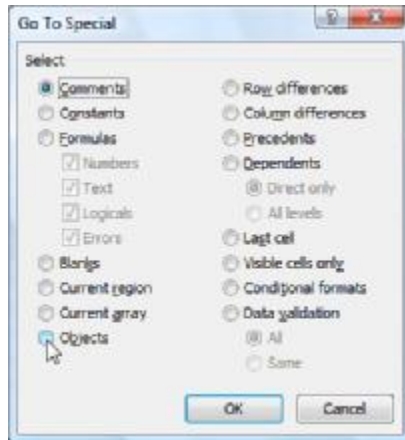 Go To Special
Select
Comments
Constants
Formulas
Numbers
Text
Logicals
Errors
Blanks
Current region
Current array
Objects
Row differences
Column differences
Precedents
Dependents
Direct only
All levels
Last cell
Visible cells only
Conditional formats
Data validation
All
Same
OK
Cancel